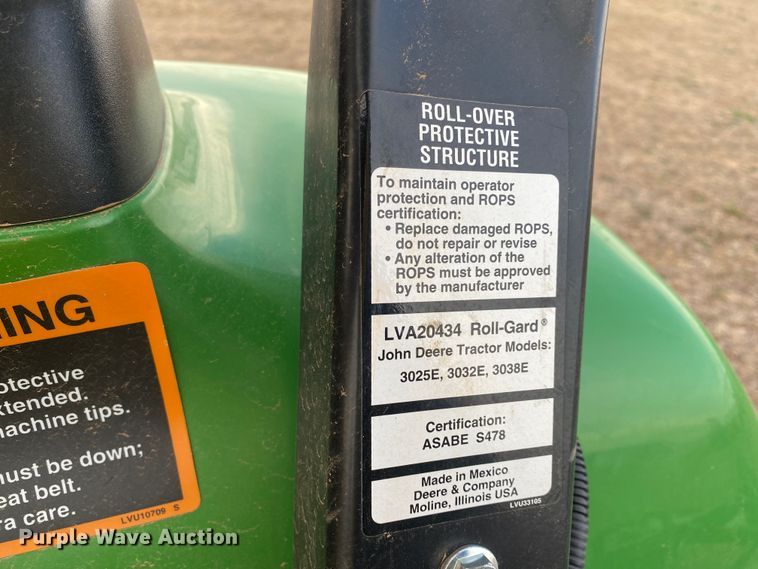 ROLL-OVER
PROTECTIVE
STRUCTURE
To maintain operator
protection and ROPS
certification:
• Replace damaged ROPS,
do not repair or revise
• Any alteration of the
ROPS must be approved
by the manufacturer
LVA20434 Roll-Gard®
John Deere Tractor Models:
3025E, 3032E, 3038E
Certification:
ASABE S478
Made in Mexico
Deere & Company
Moline, Illinois USA
LVU33105
NING
otective
xtended.
machine tips.
must be down;
eat belt.
ra care.
LVU10709 S
Purple Wave Auction